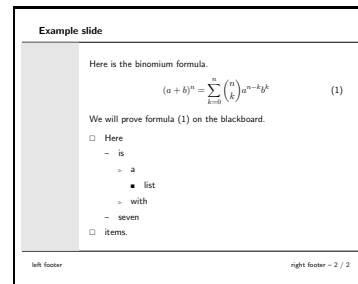 Example slide
Here is the binomium formula.
(a + b)^n = \sum_{k=0}^{n} \binom{n}{k} a^{n-k} b^k (1)
We will prove formula (1) on the blackboard.
□ Here
– is
▹ a
■ list
▹ with
– seven
□ items.
left footer right footer – 2 / 2